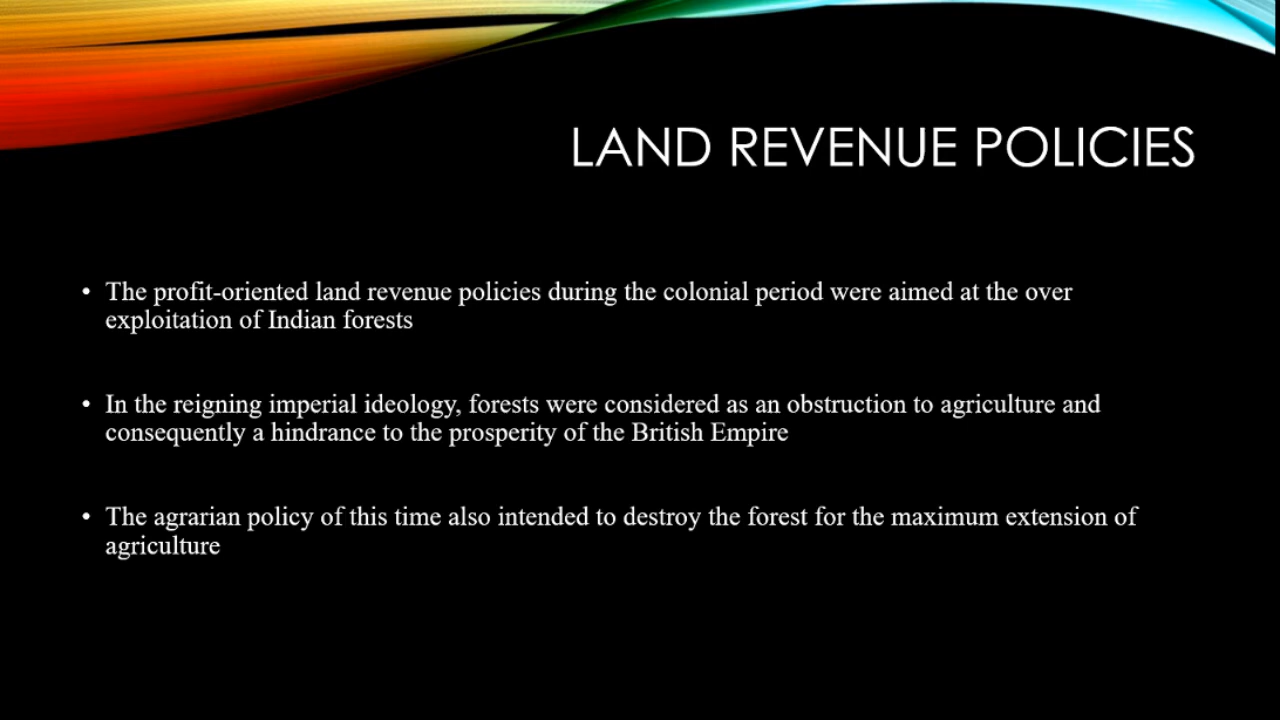 LAND REVENUE POLICIES
• The profit-oriented land revenue policies during the colonial period were aimed at the over
exploitation of Indian forests
• In the reigning imperial ideology, forests were considered as an obstruction to agriculture and
consequently a hindrance to the prosperity of the British Empire
• The agrarian policy of this time also intended to destroy the forest for the maximum extension of
agriculture